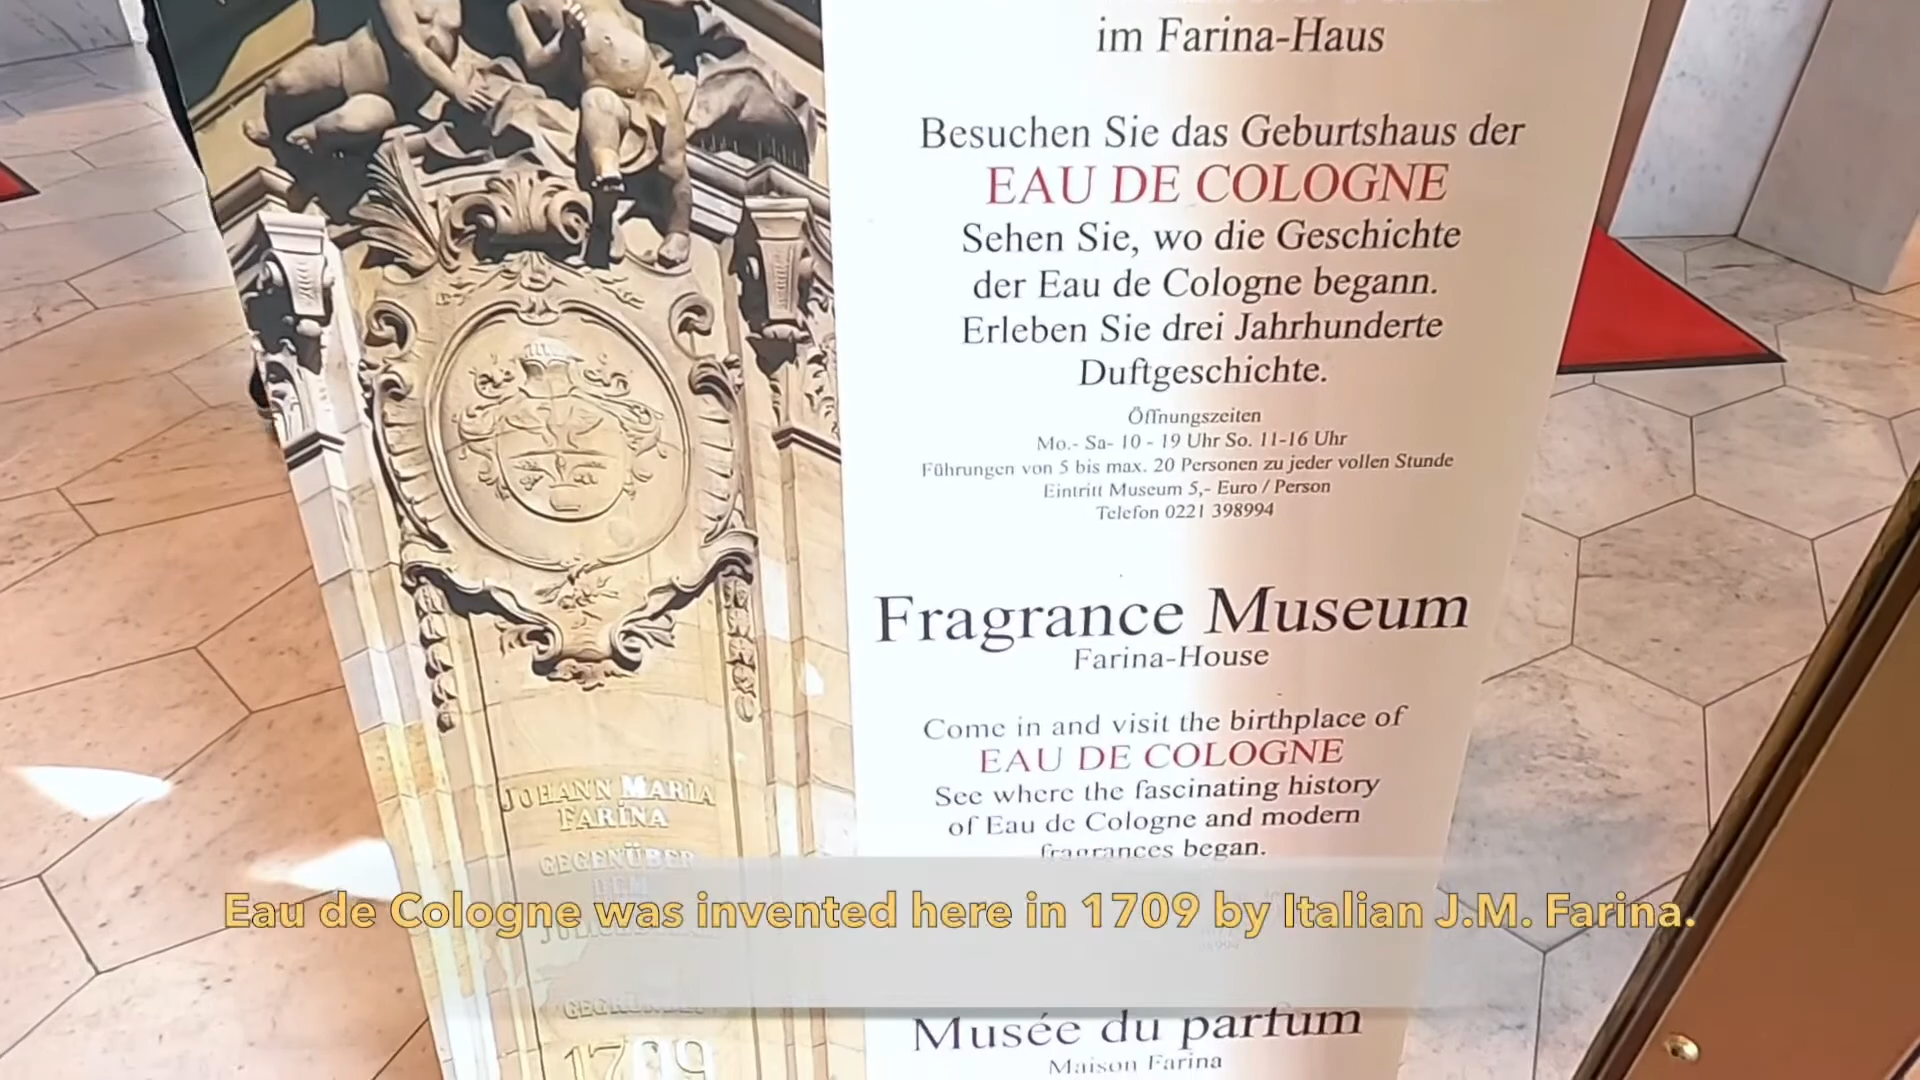 im Farina-Haus
Besuchen Sie das Geburtshaus der
EAU DE COLOGNE
Sehen Sie, wo die Geschichte
der Eau de Cologne begann.
Erleben Sie drei Jahrhunderte
Duftgeschichte.
Öffnungszeiten
Mo.- Sa- 10 - 19 Uhr So. 11-16 Uhr
Führungen von 5 bis max. 20 Personen zu jeder vollen Stunde
Eintritt Museum 5,- Euro / Person
Telefon 0221 398994
Fragrance Museum
Farina-House
Come in and visit the birthplace of
EAU DE COLOGNE
See where the fascinating history
of Eau de Cologne and modern
fragrances began.
JOHANN MARIA
FARINA
GEGENÜBER
DEM
GEGRÜNDET
1709
Eau de Cologne was invented here in 1709 by Italian J.M. Farina.
Musée du parfum
Maison Farina